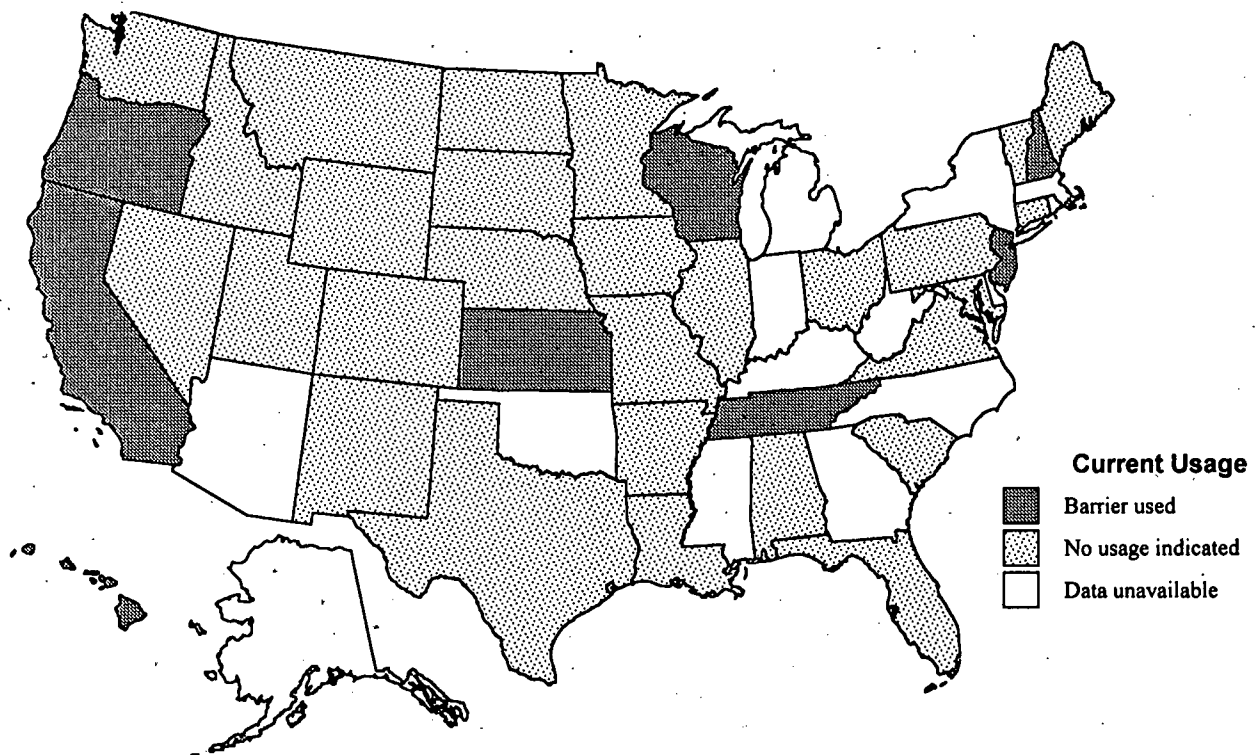 Current Usage
Barrier used
No usage indicated
Data unavailable